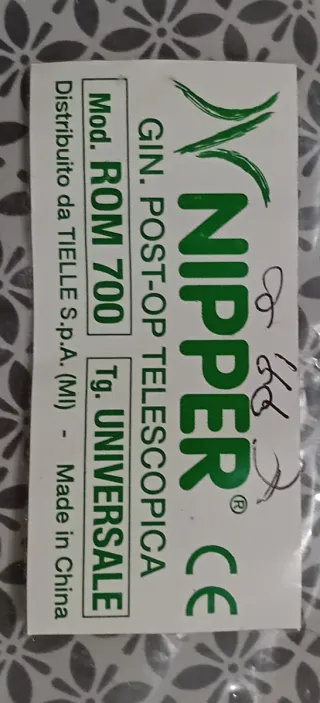 NIPPER® CE
GIN. POST-OP TELESCOPICA
Mod. ROM 700 Tg. UNIVERSALE
Distribuito da TIELLE S.p.A. (MI) - Made in China